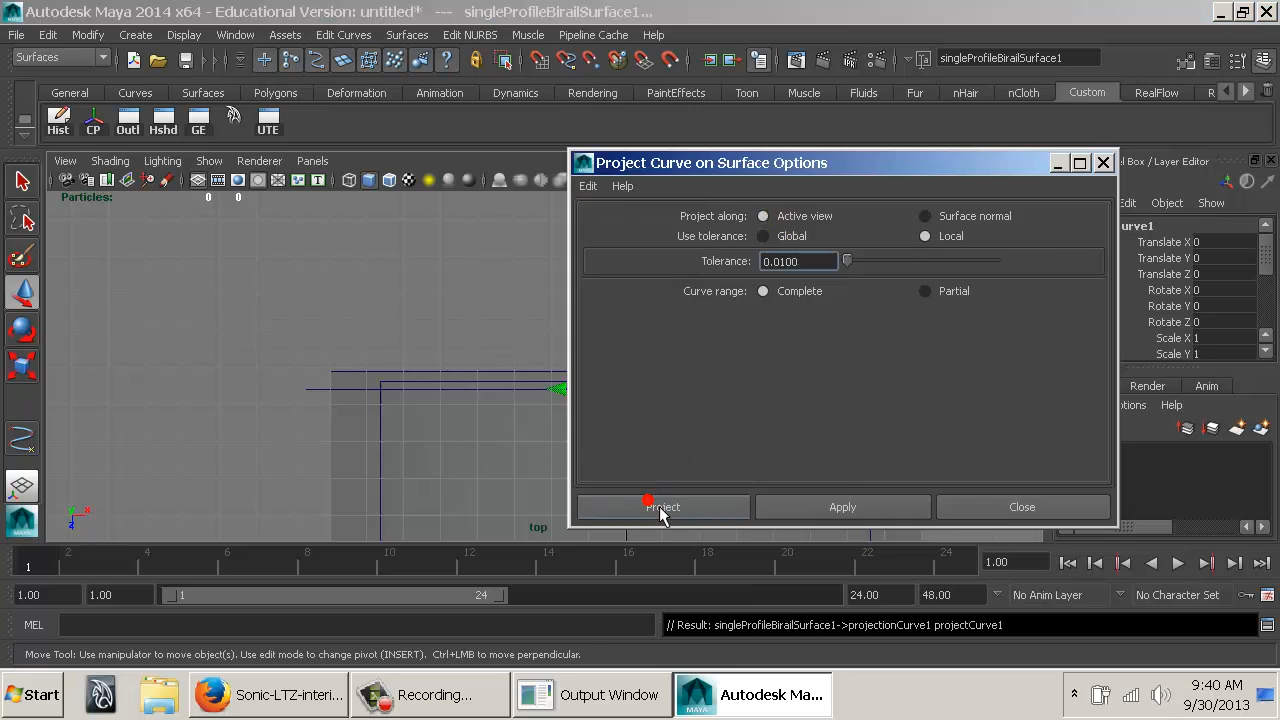 Autodesk Maya 2014 x64 - Educational Version: untitled* --- singleProfileBirailSurface1...
File Edit Modify Create Display Window Assets Edit Curves Surfaces Edit NURBS Muscle Pipeline Cache Help
Surfaces singleProfileBirailSurface1
General Curves Surfaces Polygons Deformation Animation Dynamics Rendering PaintEffects Toon Muscle Fluids Fur nHair nCloth Custom RealFlow R
Hist CP Outl Hshd GE UTE
View Shading Lighting Show Renderer Panels
Project Curve on Surface Options
el Box / Layer Editor
Edit Help
Particles: 0 0
dit Object Show
Project along: Active view Surface normal
urve1
Use tolerance: Global Local
Translate X 0
Translate Y 0
Tolerance: 0.0100
Translate Z 0
Curve range: Complete Partial
Rotate X 0
Rotate Y 0
Rotate Z 0
Scale X 1
Scale Y 1
Render Anim
ptions Help
Project Apply Close
top
2 4 6 8 10 12 14 16 18 20 22 24
1 1.00
1.00 1.00 1 24 24.00 48.00 No Anim Layer No Character Set
MEL // Result: singleProfileBirailSurface1->projectionCurve1 projectCurve1
Move Tool: Use manipulator to move object(s). Use edit mode to change pivot (INSERT). Ctrl+LMB to move perpendicular.
Start Sonic-LTZ-interi... Recording... Output Window Autodesk Ma... 9:40 AM
9/30/2013